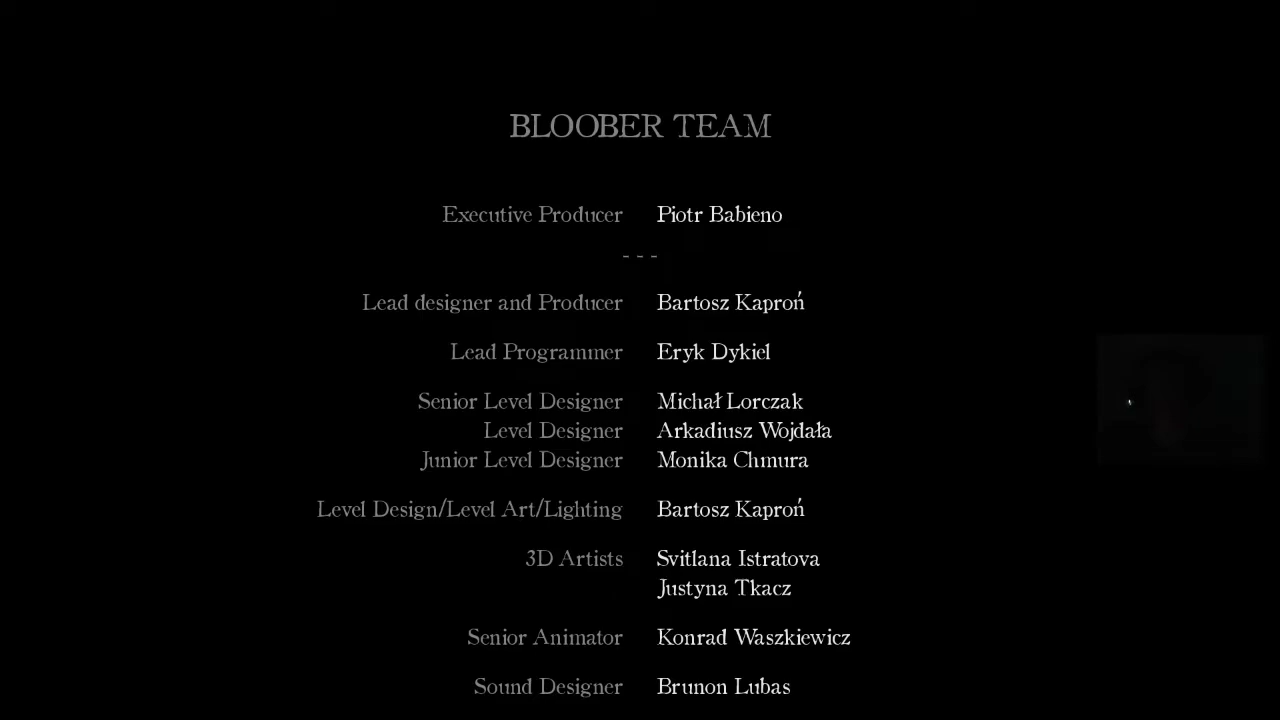 BLOOBER TEAM
Executive Producer Piotr Babieno
- - -
Lead designer and Producer Bartosz Kaproń
Lead Programmer Eryk Dykiel
Senior Level Designer Michał Lorczak
Level Designer Arkadiusz Wojdała
Junior Level Designer Monika Chmura
Level Design/Level Art/Lighting Bartosz Kaproń
3D Artists Svitlana Istratova
Justyna Tkacz
Senior Animator Konrad Waszkiewicz
Sound Designer Brunon Lubas